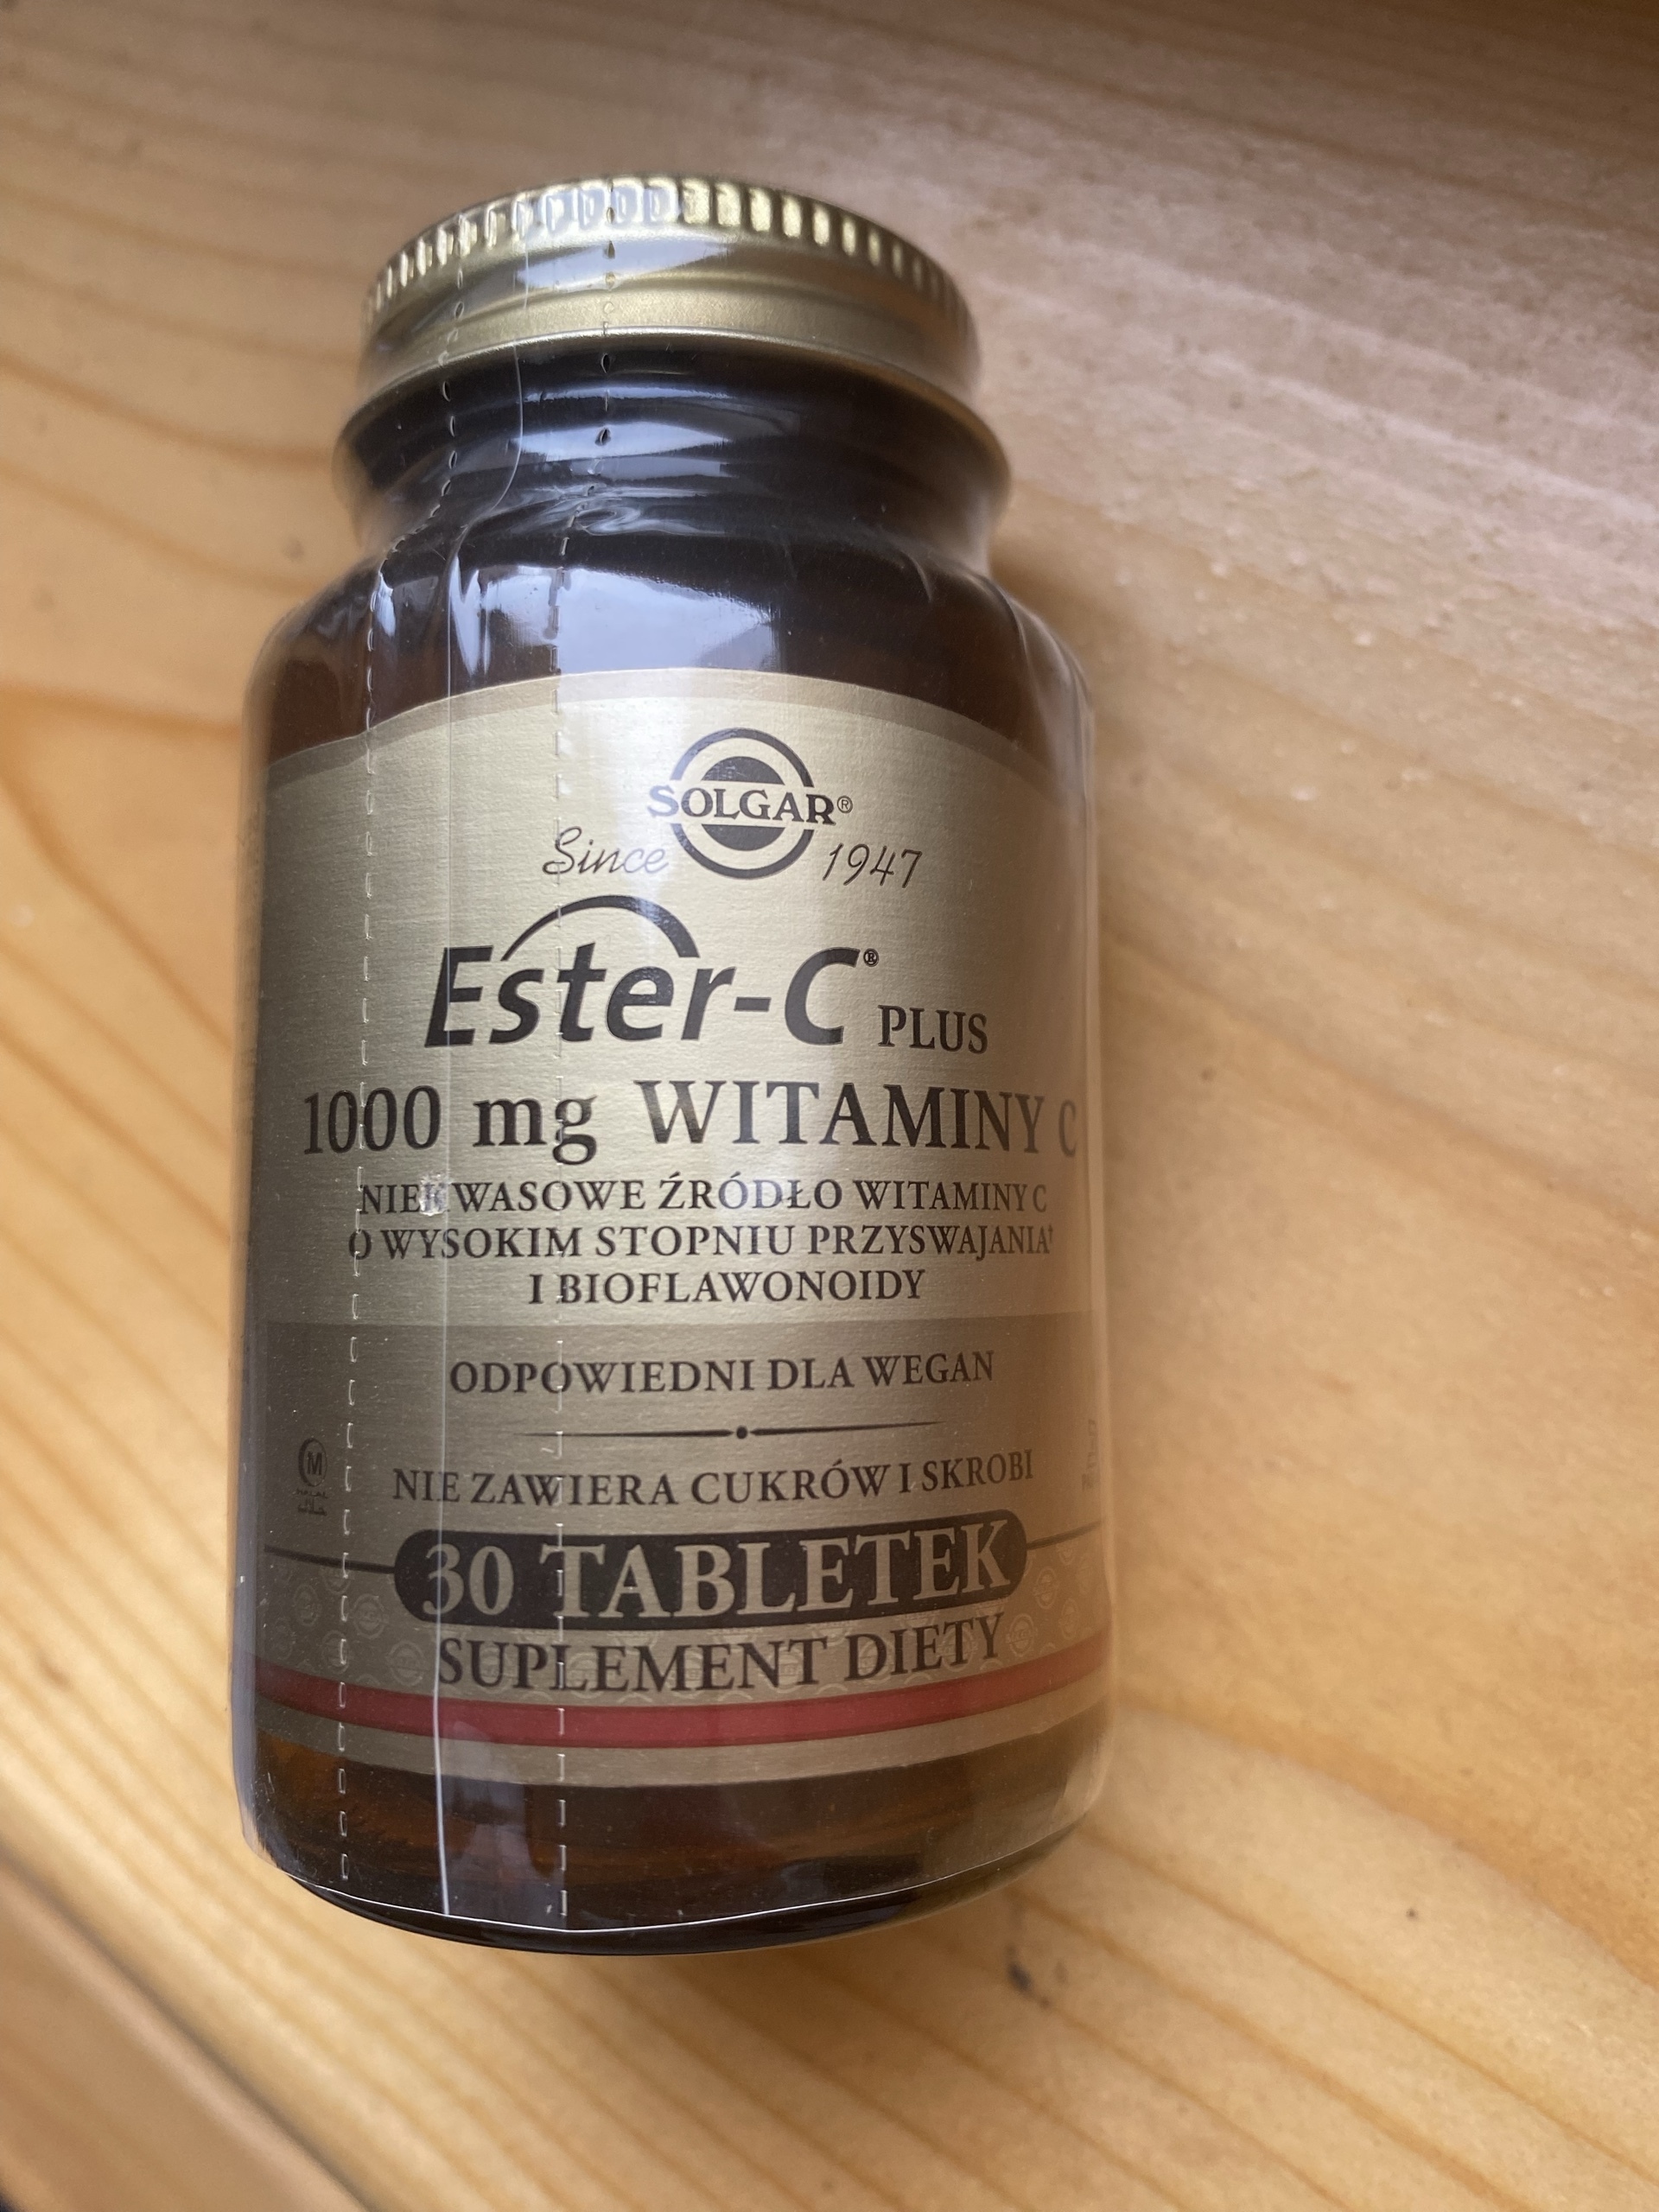 SOLGAR®
Since 1947
Ester-C® PLUS
1000 mg WITAMINY C
NIEKWASOWE ŹRÓDŁO WITAMINY C
O WYSOKIM STOPNIU PRZYSWAJANIA†
I BIOFLAWONOIDY
ODPOWIEDNI DLA WEGAN
M
HALAL
NIE ZAWIERA CUKRÓW I SKROBI
30 TABLETEK
SUPLEMENT DIETY